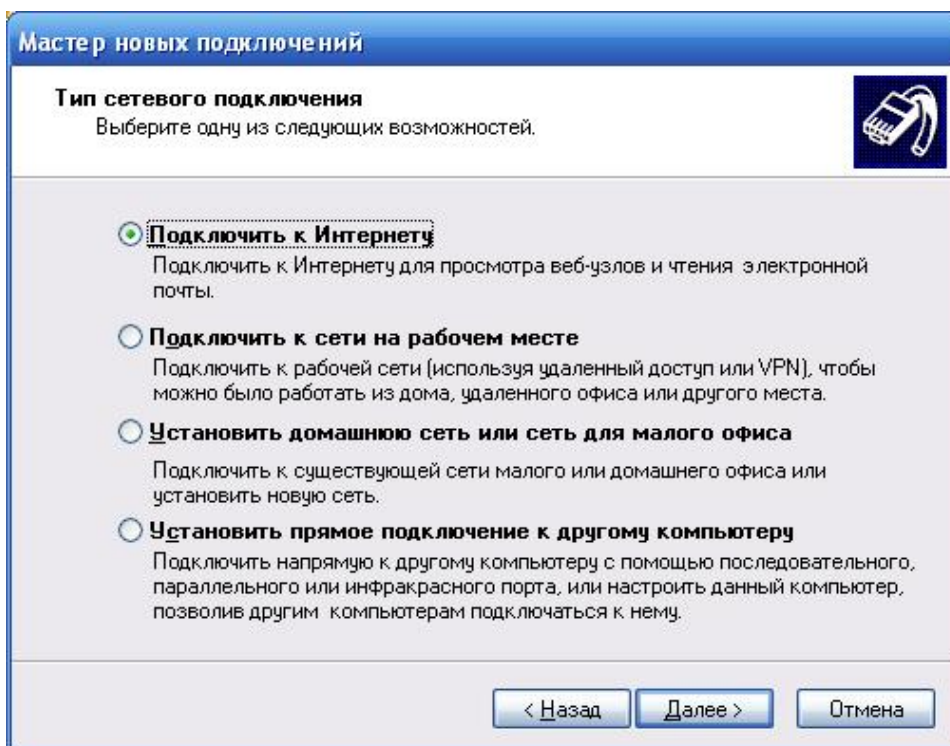 Мастер новых подключений
Тип сетевого подключения
Выберите одну из следующих возможностей.
Подключить к Интернету
Подключить к Интернету для просмотра веб-узлов и чтения электронной
почты.
Подключить к сети на рабочем месте
Подключить к рабочей сети (используя удаленный доступ или VPN), чтобы
можно было работать из дома, удаленного офиса или другого места.
Установить домашнюю сеть или сеть для малого офиса
Подключить к существующей сети малого или домашнего офиса или
установить новую сеть.
Установить прямое подключение к другому компьютеру
Подключить напрямую к другому компьютеру с помощью последовательного,
параллельного или инфракрасного порта, или настроить данный компьютер,
позволив другим компьютерам подключаться к нему.
< Назад Далее > Отмена